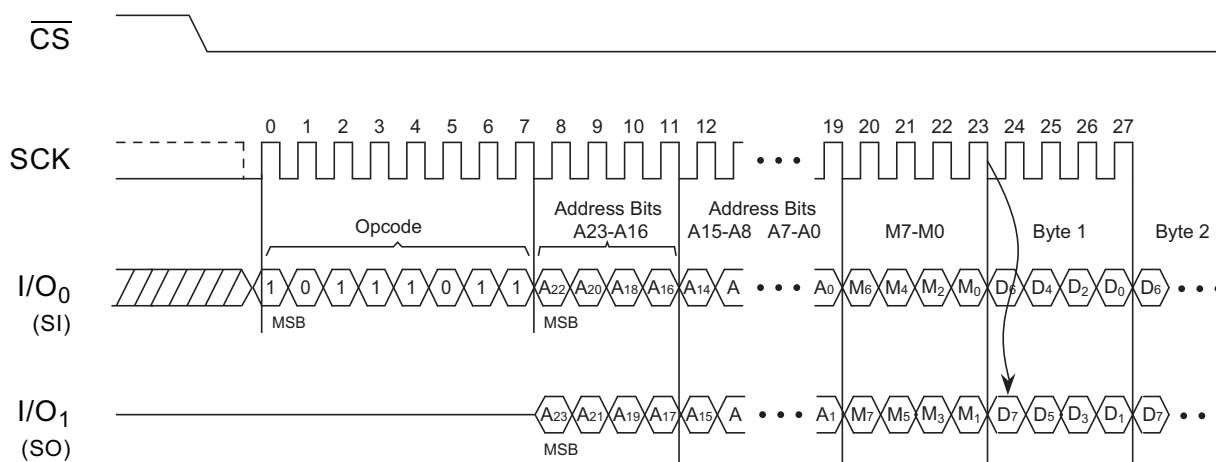 CS
0 1 2 3 4 5 6 7 8 9 10 11 12 19 20 21 22 23 24 25 26 27
SCK • • •
Opcode
Address Bits
A23-A16
Address Bits
A15-A8 A7-A0
M7-M0
Byte 1
Byte 2
I/O0
(SI)
1 0 1 1 1 0 1 1 A22 A20 A18 A16 A14 A • • • A0 M6 M4 M2 M0 D6 D4 D2 D0 D6 • • •
MSB MSB
I/O1
(SO)
A23 A21 A19 A17 A15 A • • • A1 M7 M5 M3 M1 D7 D5 D3 D1 D7 • •
MSB